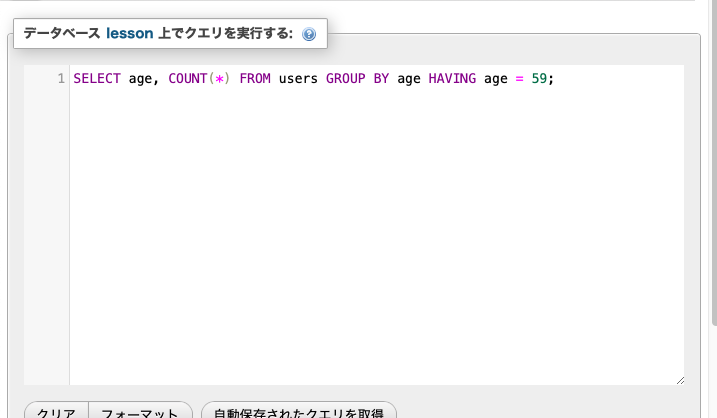 データベース lesson 上でクエリを実行する:
1 SELECT age, COUNT(*) FROM users GROUP BY age HAVING age = 59;
クリア フォーマット 自動保存されたクエリを取得